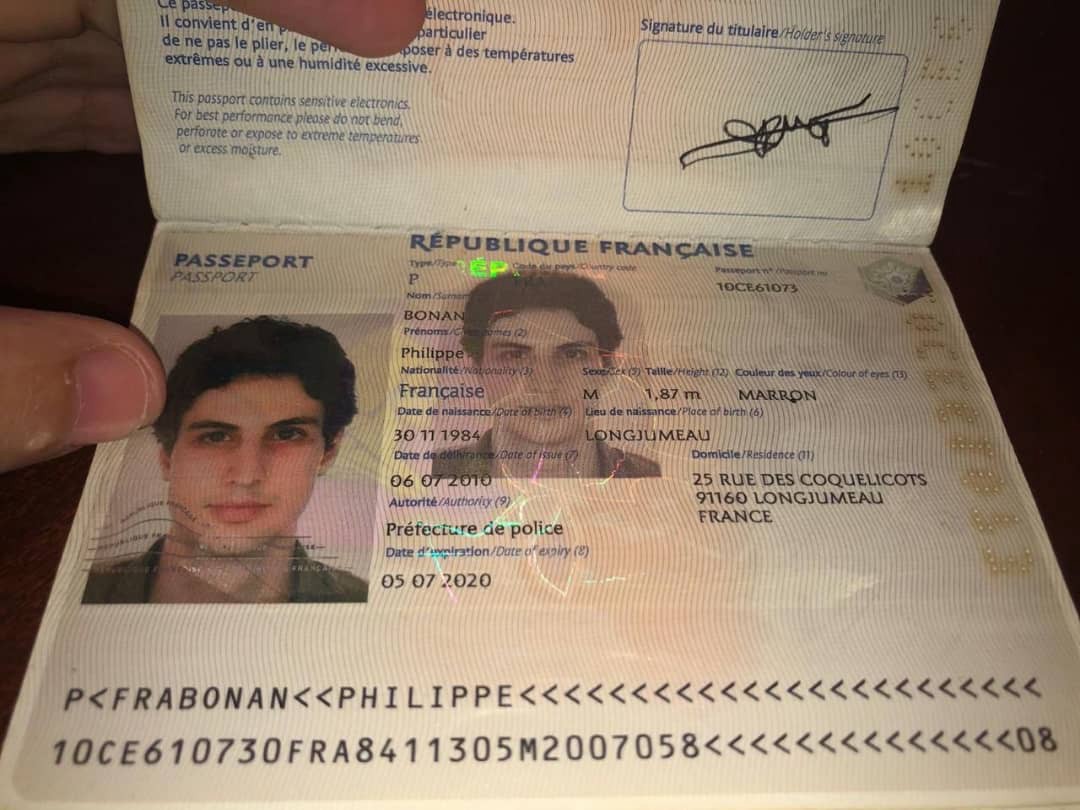 Ce passep électronique.
Il convient d'en p particulier
de ne pas le plier, le per oser à des températures
extrêmes ou à une humidité excessive.
This passport contains sensitive electronics.
For best performance please do not bend,
perforate or expose to extreme temperatures
or excess moisture.
Signature du titulaire/Holder's signature
RÉPUBLIQUE FRANÇAISE
PASSEPORT
PASSPORT
Type/Type Code du pays/Country code Passeport n°/Passport no
P FRA 10CE61073
Nom/Surname
BONAN
Prénoms/Given names (2)
Philippe
Nationalité/Nationality (3) Sexe/Sex (5) Taille/Height (12) Couleur des yeux/Colour of eyes (13)
Française M 1,87 m MARRON
Date de naissance/Date of birth (4) Lieu de naissance/Place of birth (6)
30 11 1984 LONGJUMEAU
Date de délivrance/Date of issue (7) Domicile/Residence (11)
06 07 2010 25 RUE DES COQUELICOTS
91160 LONGJUMEAU
FRANCE
Autorité/Authority (9)
Préfecture de police
Date d'expiration/Date of expiry (8)
05 07 2020
P<FRABONAN<<PHILIPPE<<<<<<<<<<<<<<<<<<<<<<<<
10CE610730FRA8411305M2007058<<<<<<<<<<<<<<08